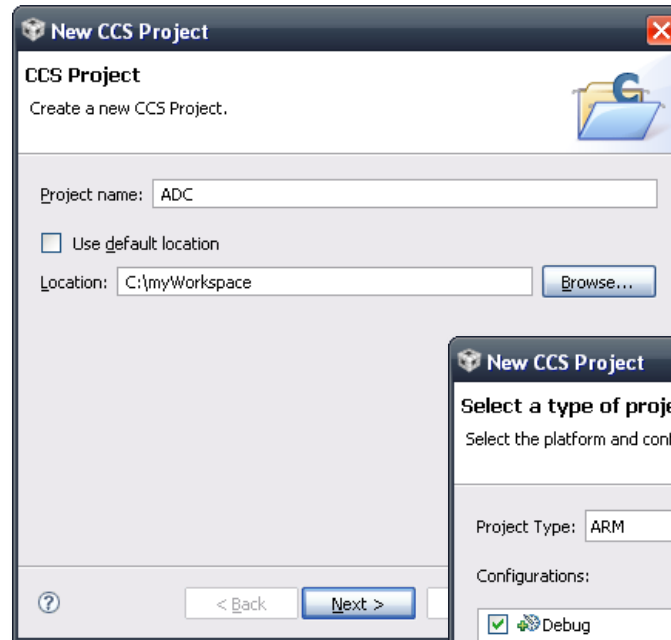 New CCS Project
CCS Project
Create a new CCS Project.
Project name: ADC
Use default location
Location: C:\myWorkspace Browse...
< Back Next >
New CCS Project
Select a type of proje
Select the platform and conf
Project Type: ARM
Configurations:
Debug